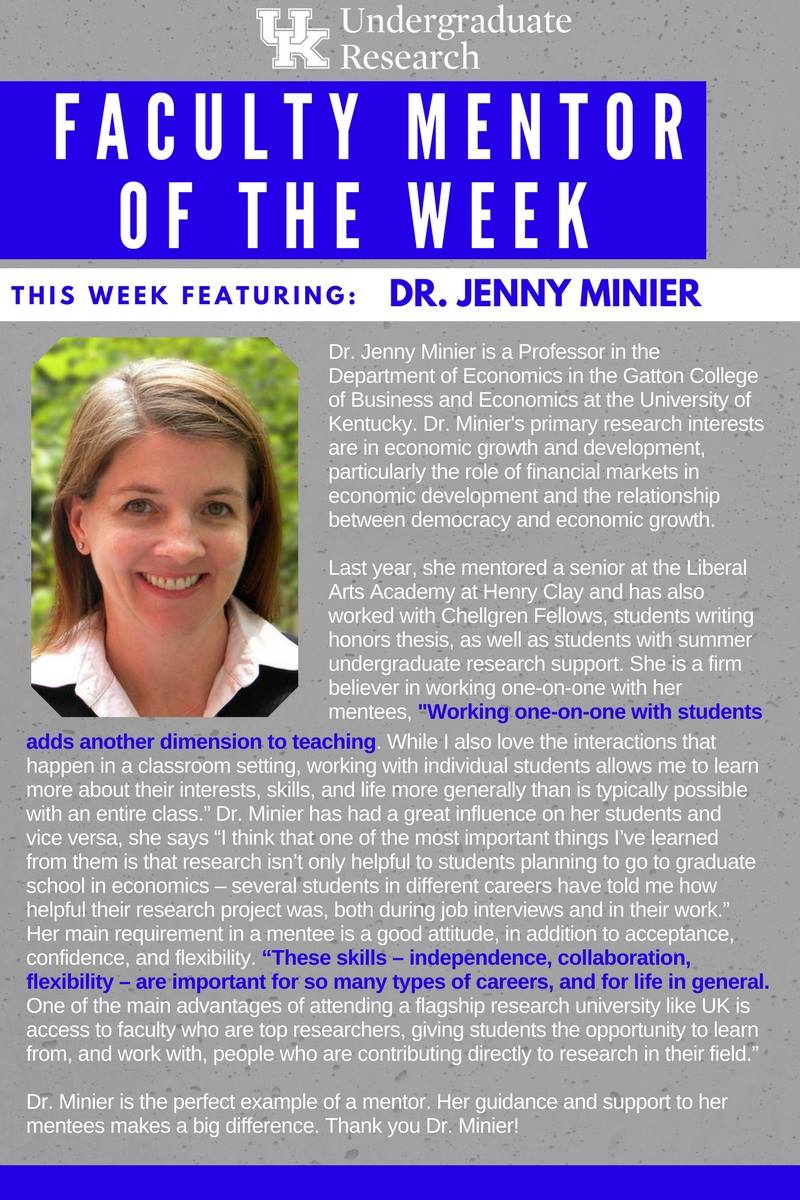 UK Undergraduate
Research
FACULTY MENTOR
OF THE WEEK
THIS WEEK FEATURING: DR. JENNY MINIER
Dr. Jenny Minier is a Professor in the
Department of Economics in the Gatton College
of Business and Economics at the University of
Kentucky. Dr. Minier's primary research interests
are in economic growth and development,
particularly the role of financial markets in
economic development and the relationship
between democracy and economic growth.
Last year, she mentored a senior at the Liberal
Arts Academy at Henry Clay and has also
worked with Chellgren Fellows, students writing
honors thesis, as well as students with summer
undergraduate research support. She is a firm
believer in working one-on-one with her
mentees, "Working one-on-one with students
adds another dimension to teaching. While I also love the interactions that
happen in a classroom setting, working with individual students allows me to learn
more about their interests, skills, and life more generally than is typically possible
with an entire class.” Dr. Minier has had a great influence on her students and
vice versa, she says “I think that one of the most important things I’ve learned
from them is that research isn’t only helpful to students planning to go to graduate
school in economics – several students in different careers have told me how
helpful their research project was, both during job interviews and in their work.”
Her main requirement in a mentee is a good attitude, in addition to acceptance,
confidence, and flexibility. “These skills – independence, collaboration,
flexibility – are important for so many types of careers, and for life in general.
One of the main advantages of attending a flagship research university like UK is
access to faculty who are top researchers, giving students the opportunity to learn
from, and work with, people who are contributing directly to research in their field.”
Dr. Minier is the perfect example of a mentor. Her guidance and support to her
mentees makes a big difference. Thank you Dr. Minier!